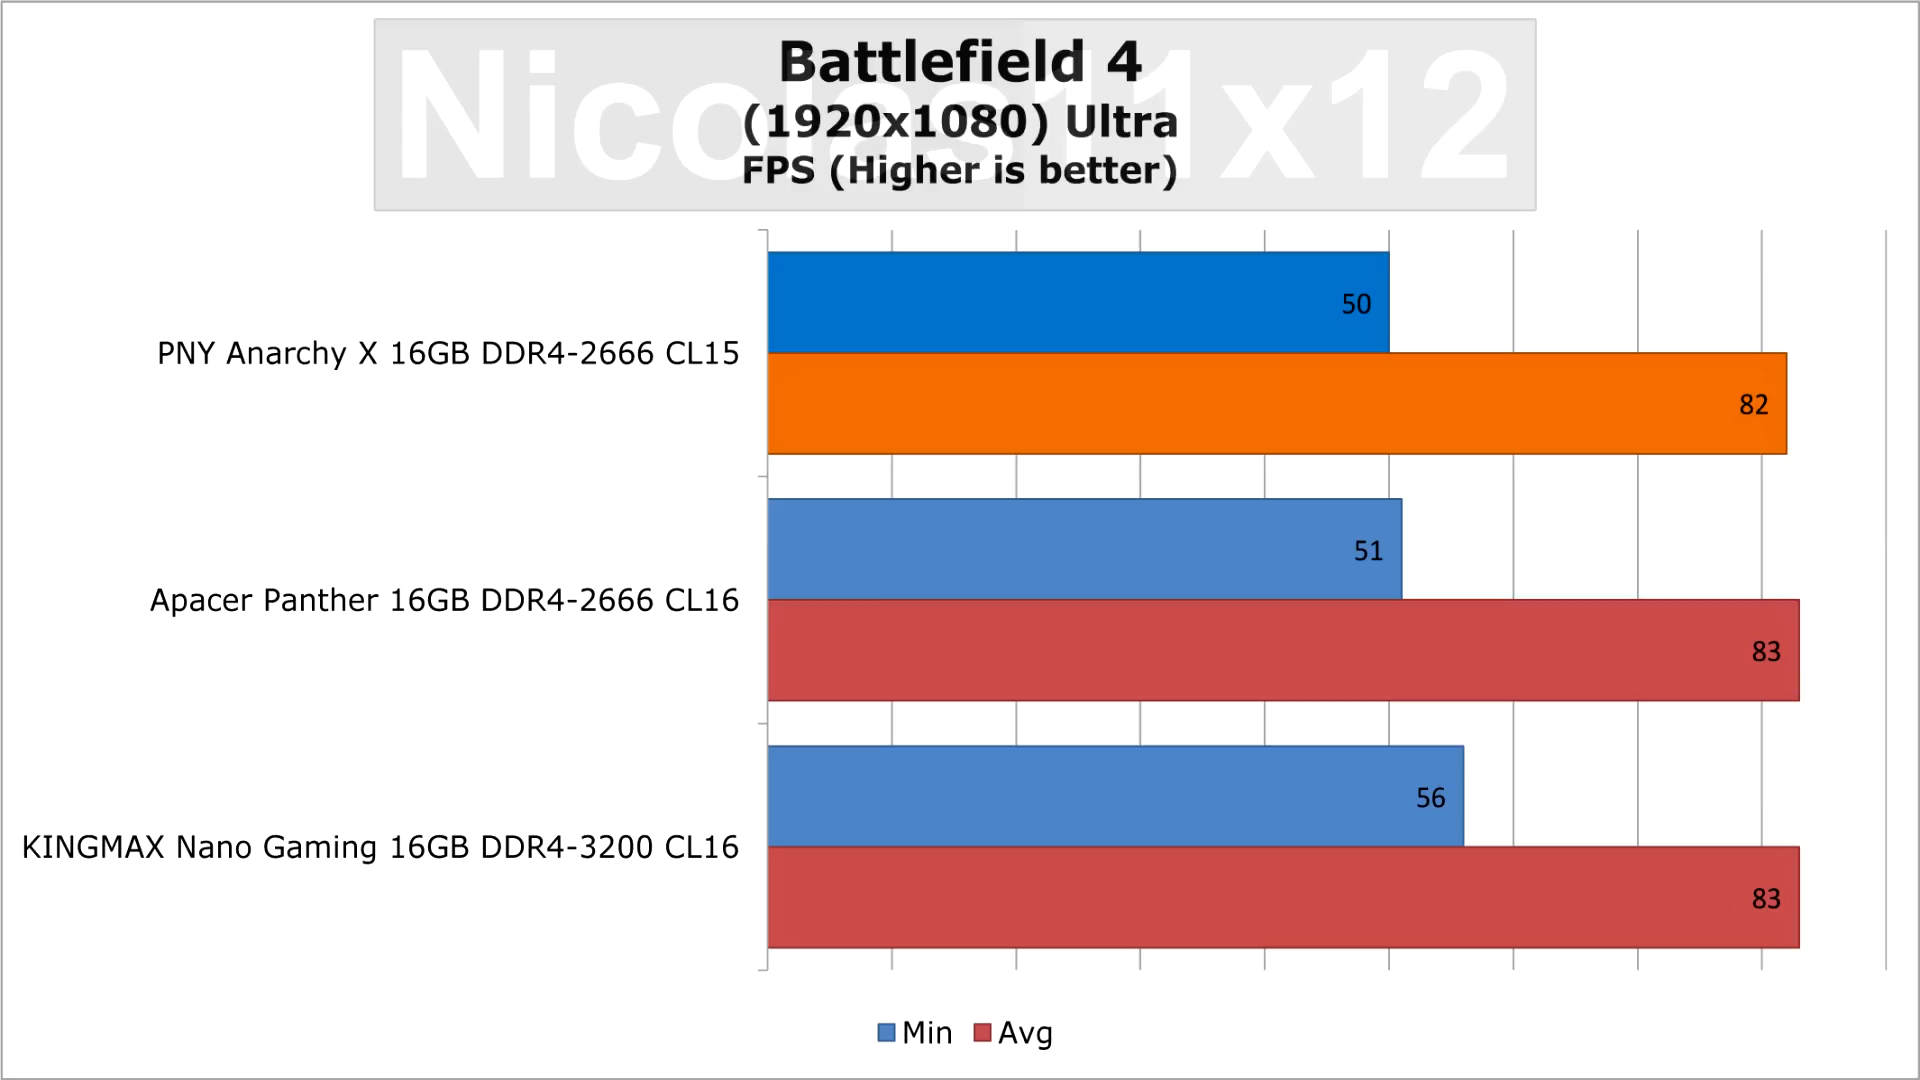 Nicolas11x12
Battlefield 4
(1920x1080) Ultra
FPS (Higher is better)
PNY Anarchy X 16GB DDR4-2666 CL15
50
82
Apacer Panther 16GB DDR4-2666 CL16
51
83
KINGMAX Nano Gaming 16GB DDR4-3200 CL16
56
83
Min Avg